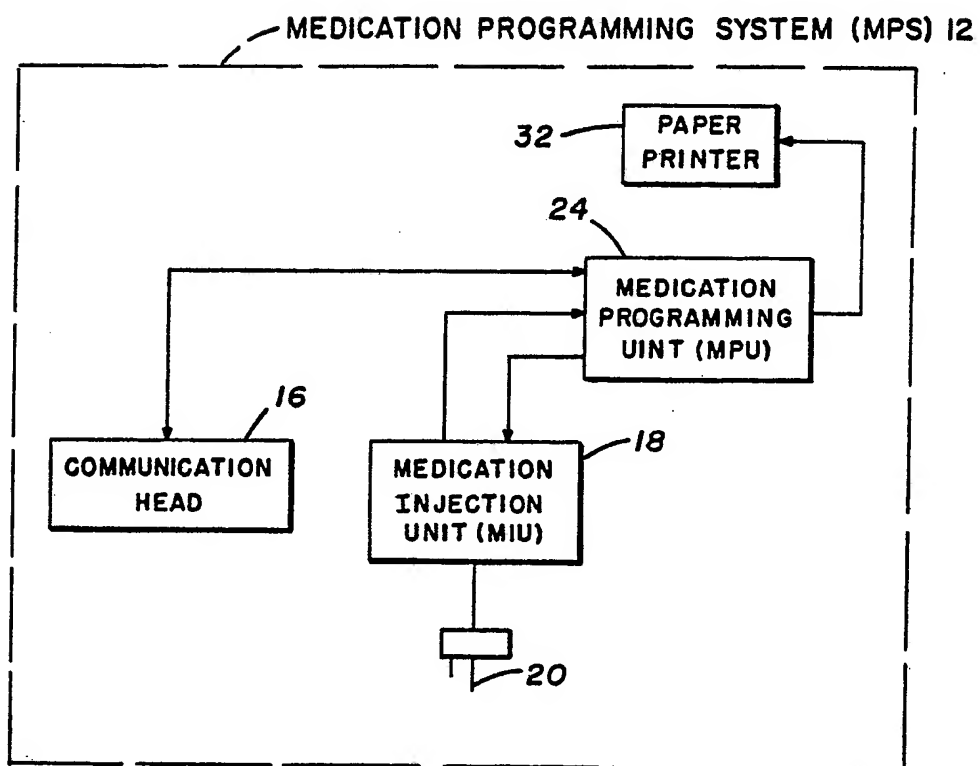 MEDICATION PROGRAMMING SYSTEM (MPS) 12
32
PAPER
PRINTER
24
MEDICATION
PROGRAMMING
UINT (MPU)
16
COMMUNICATION
HEAD
18
MEDICATION
INJECTION
UNIT (MIU)
20